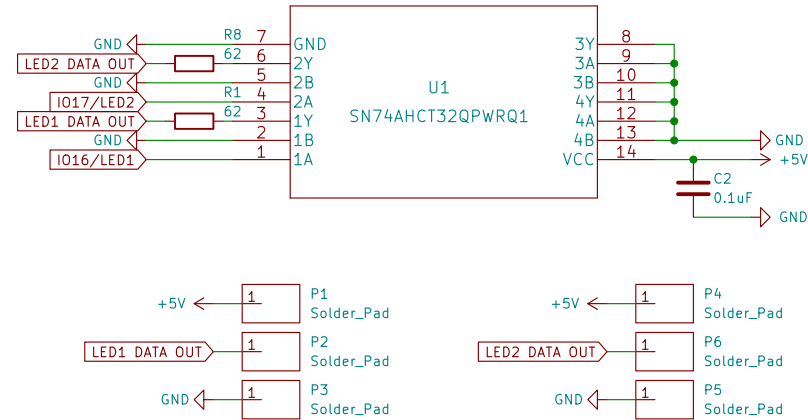 GND R8 7 GND 3Y 8
LED2 DATA OUT 62 6 2Y 3A 9
GND 5 2B 3B 10
IO17/LED2 R1 4 2A U1 4Y 11
LED1 DATA OUT 62 3 1Y SN74AHCT32QPWRQ1 4A 12
GND 2 1B 4B 13 GND
IO16/LED1 1 1A VCC 14 +5V
C2
0.1uF
GND
+5V 1 P1
Solder_Pad
LED1 DATA OUT 1 P2
Solder_Pad
GND 1 P3
Solder_Pad
+5V 1 P4
Solder_Pad
LED2 DATA OUT 1 P6
Solder_Pad
GND 1 P5
Solder_Pad